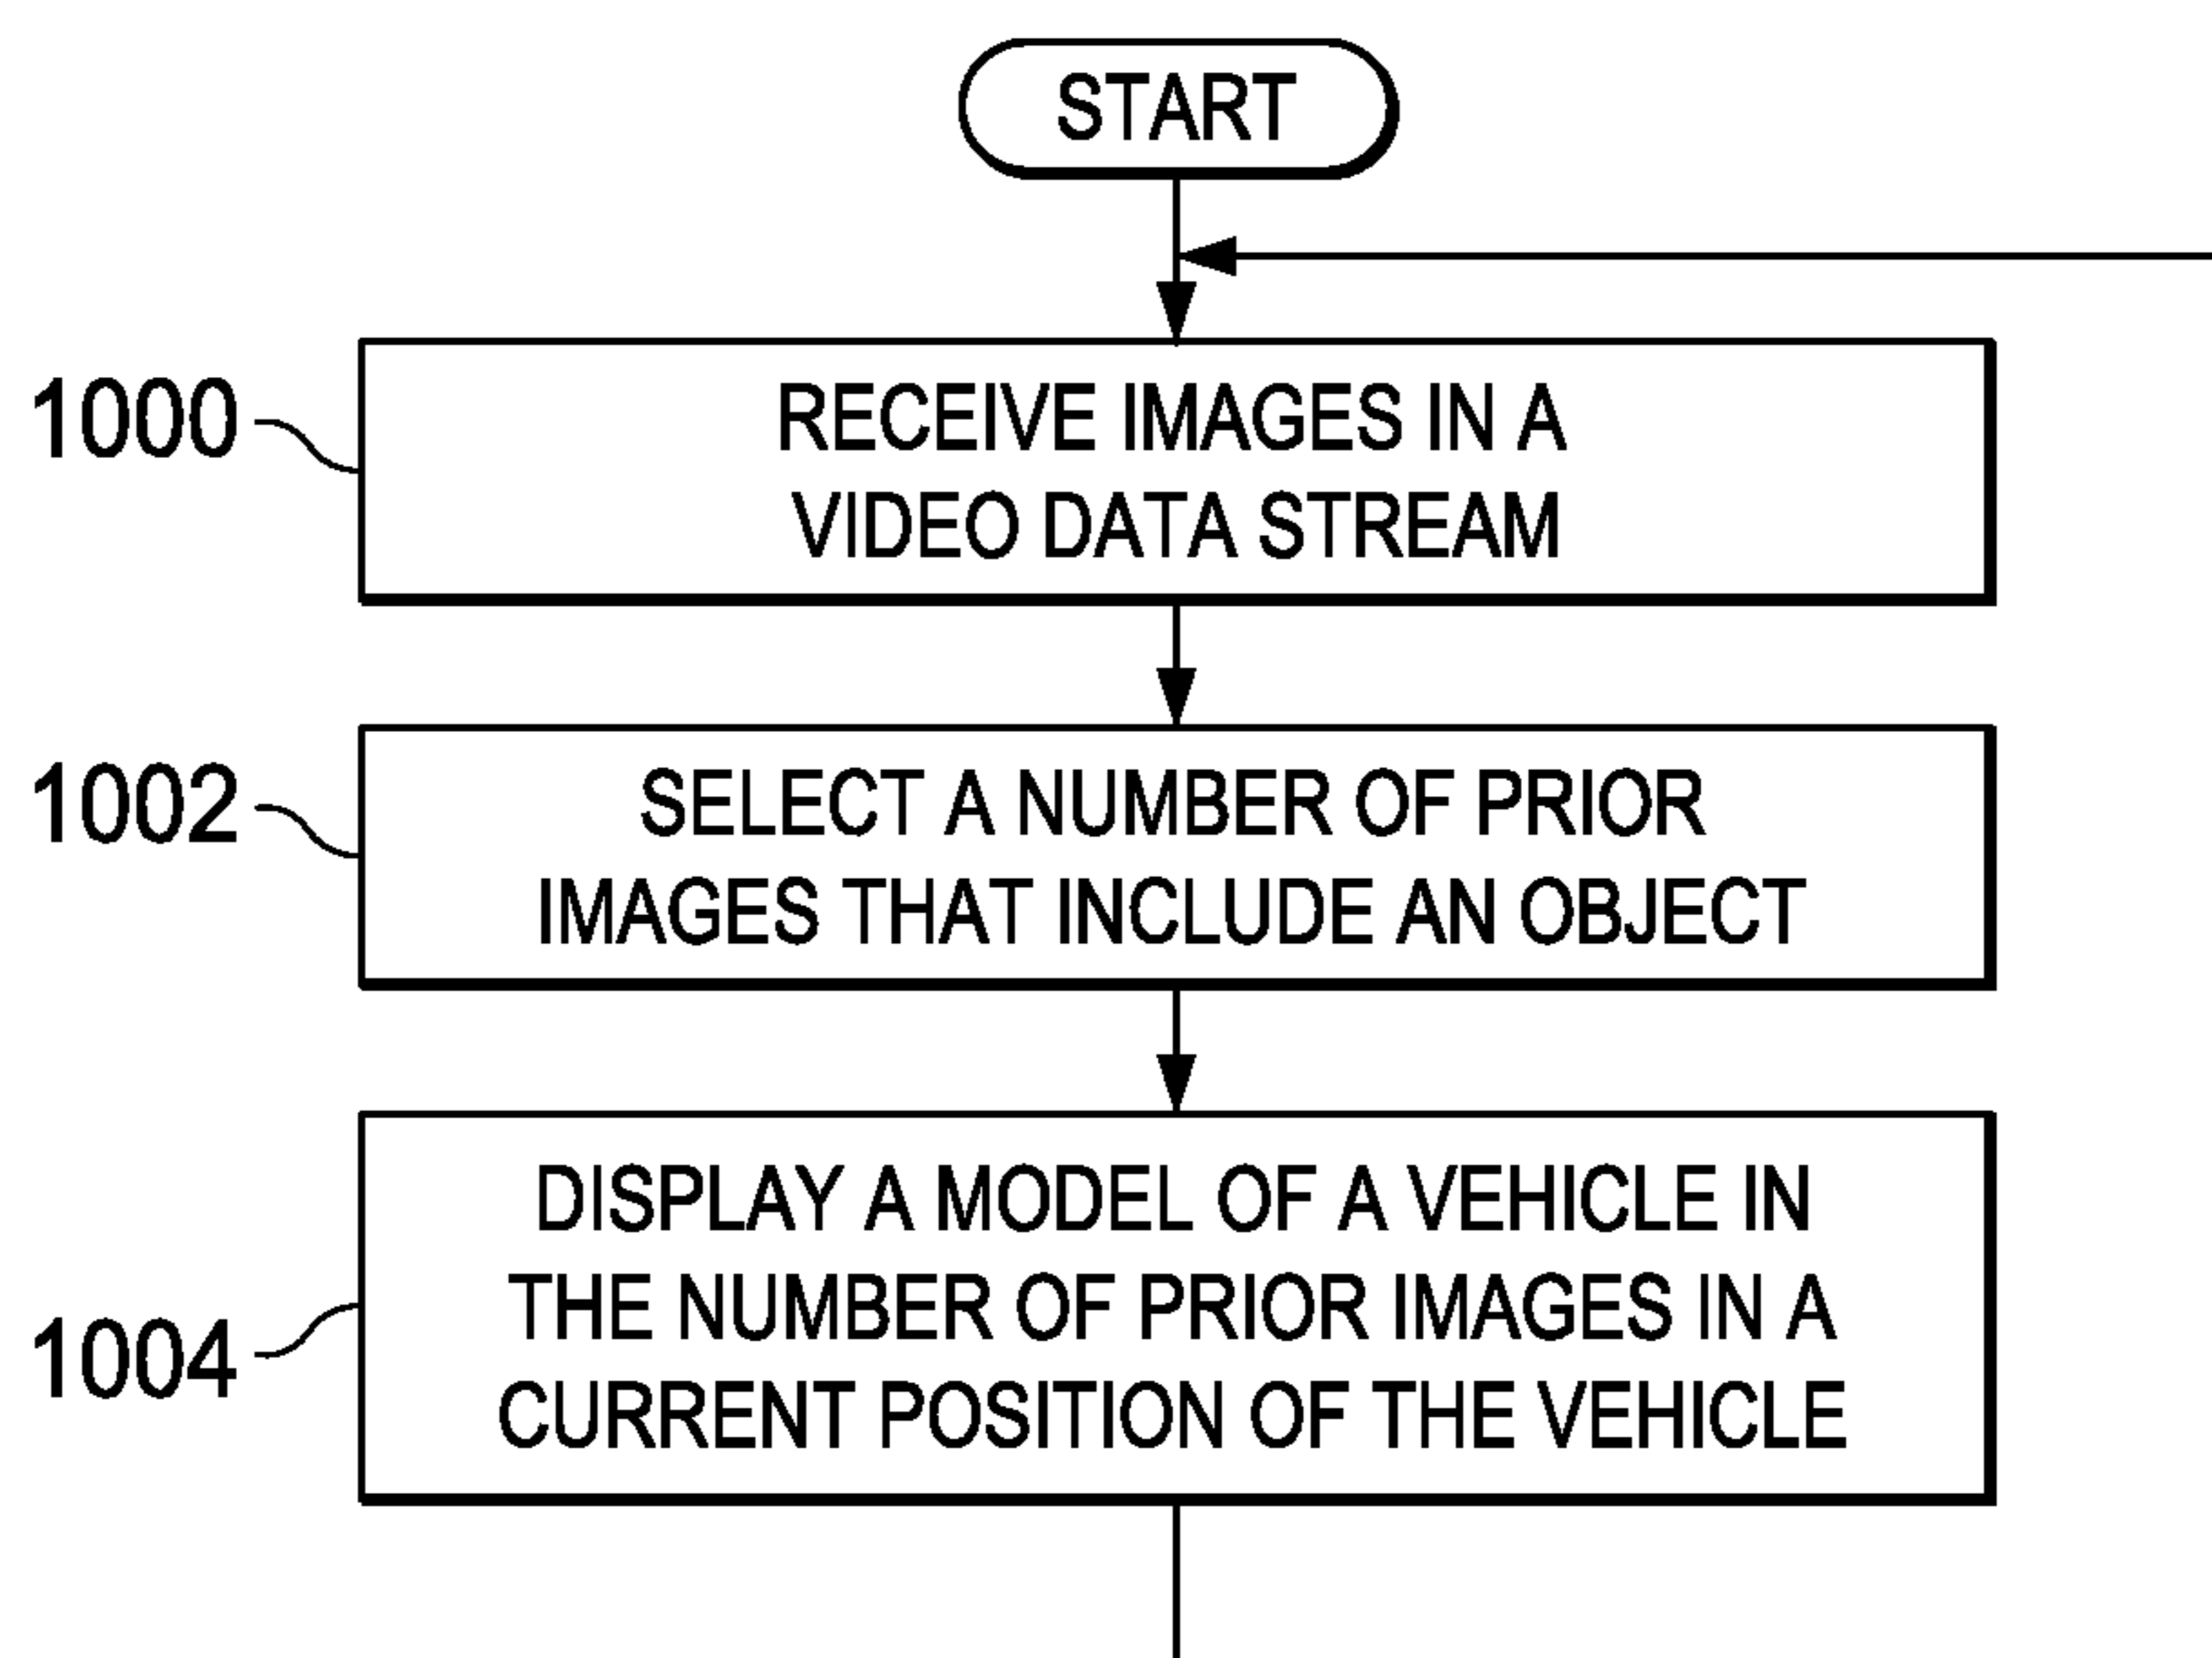 START
1000
RECEIVE IMAGES IN A
VIDEO DATA STREAM
1002
SELECT A NUMBER OF PRIOR
IMAGES THAT INCLUDE AN OBJECT
1004
DISPLAY A MODEL OF A VEHICLE IN
THE NUMBER OF PRIOR IMAGES IN A
CURRENT POSITION OF THE VEHICLE